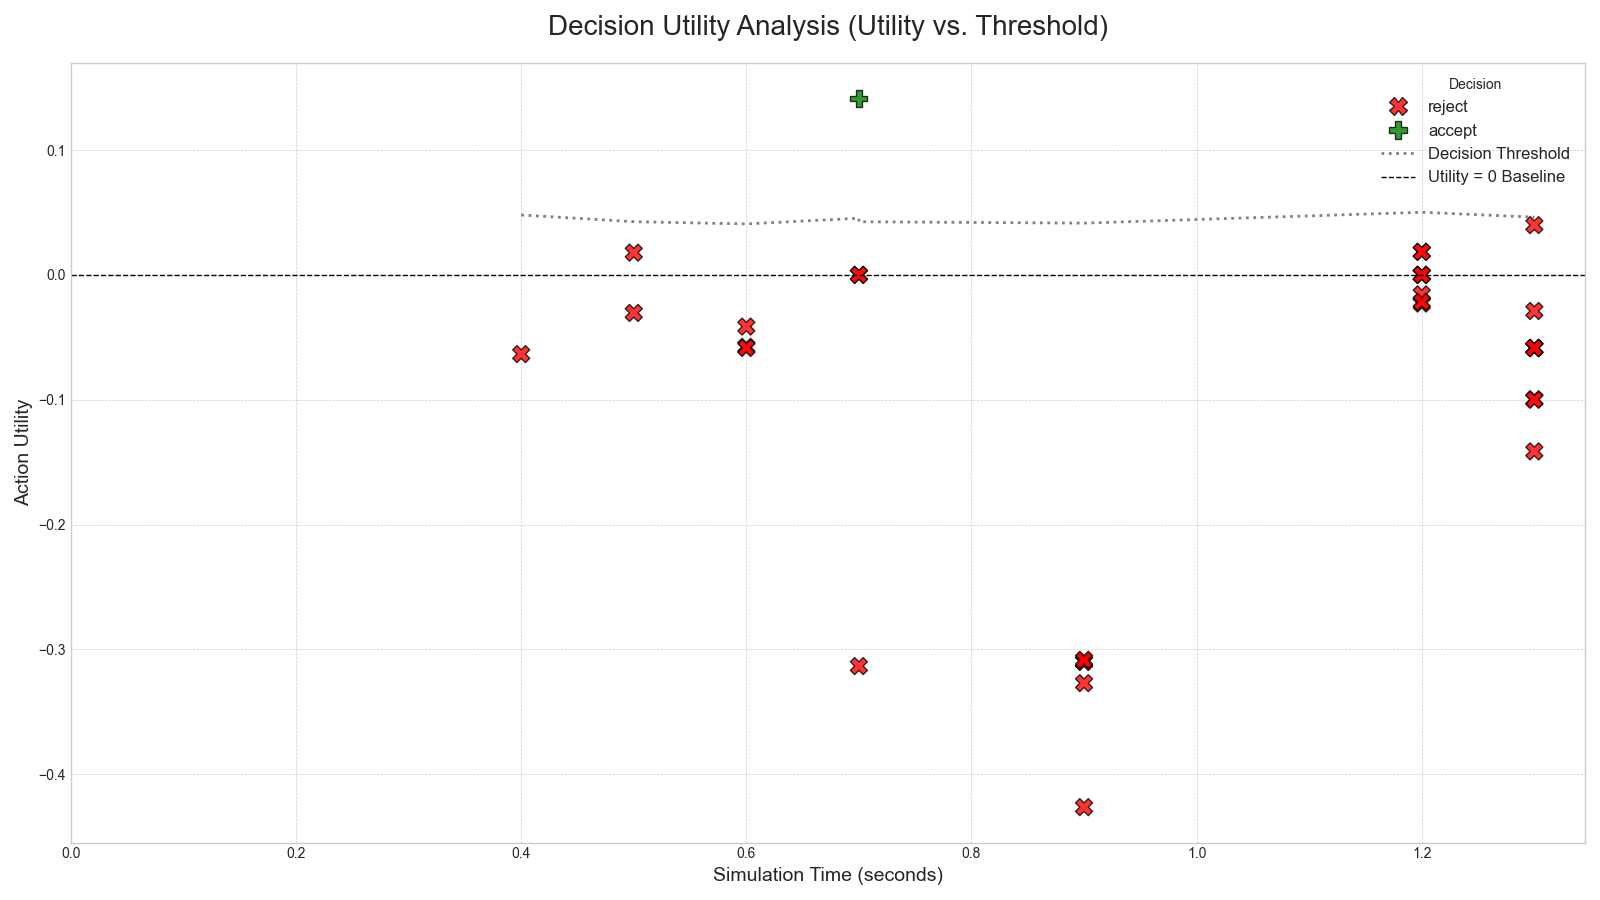 Decision Utility Analysis (Utility vs. Threshold)
Decision
reject
accept
Decision Threshold
Utility = 0 Baseline
Action Utility
0.1
0.0
−0.1
−0.2
−0.3
−0.4
0.0 0.2 0.4 0.6 0.8 1.0 1.2
Simulation Time (seconds)